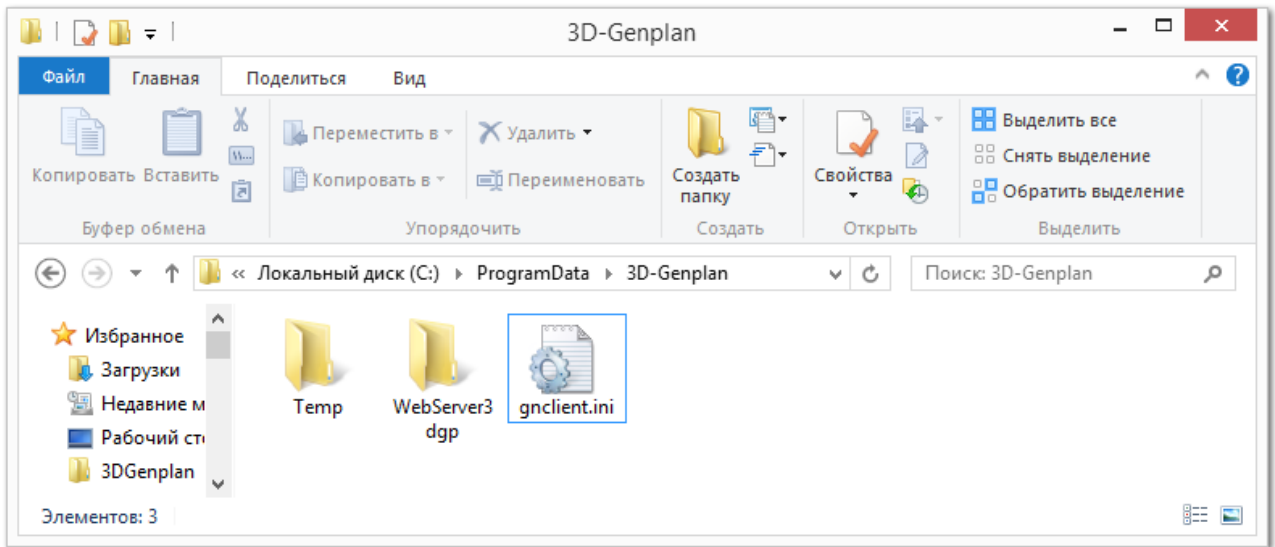 3D-Genplan
Файл Главная Поделиться Вид
Копировать Вставить
Переместить в
Копировать в
Удалить
Переименовать
Создать
папку
Свойства
Выделить все
Снять выделение
Обратить выделение
Буфер обмена Упорядочить Создать Открыть Выделить
« Локальный диск (C:) ProgramData 3D-Genplan Поиск: 3D-Genplan
Избранное
Загрузки
Недавние м
Рабочий сто
3DGenplan
Temp
WebServer3
dgp
gnclient.ini
Элементов: 3